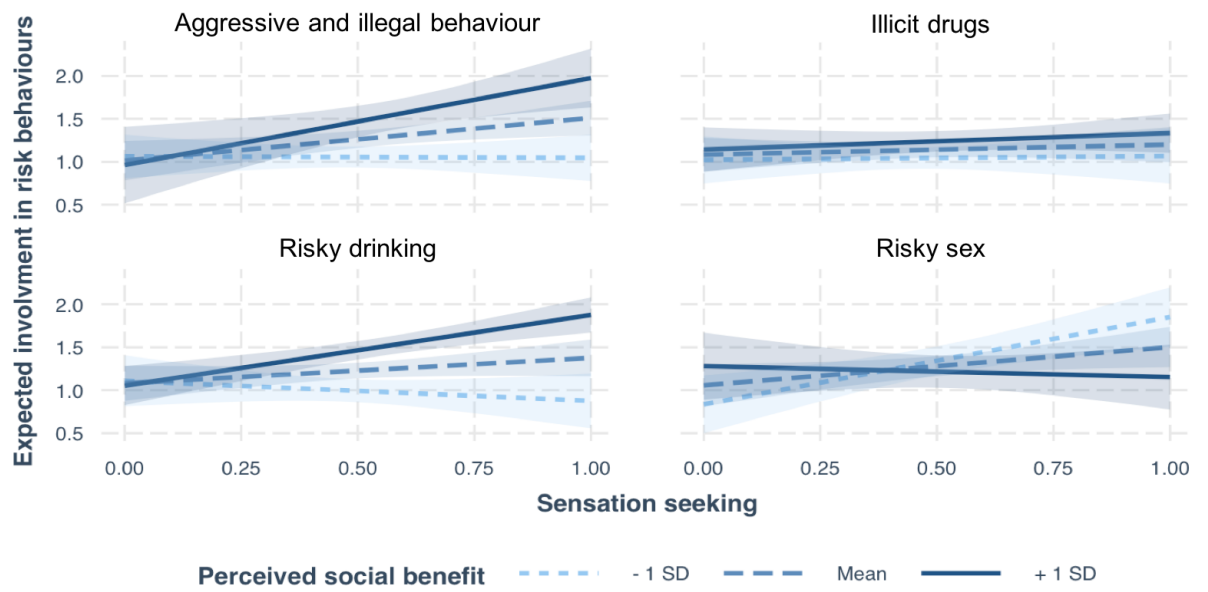 Expected involvment in risk behaviours
Aggressive and illegal behaviour
2.0
1.5
1.0
0.5
Illicit drugs
Risky drinking
2.0
1.5
1.0
0.5
0.00 0.25 0.50 0.75 1.00
Risky sex
0.00 0.25 0.50 0.75 1.00
Sensation seeking
Perceived social benefit - 1 SD Mean + 1 SD